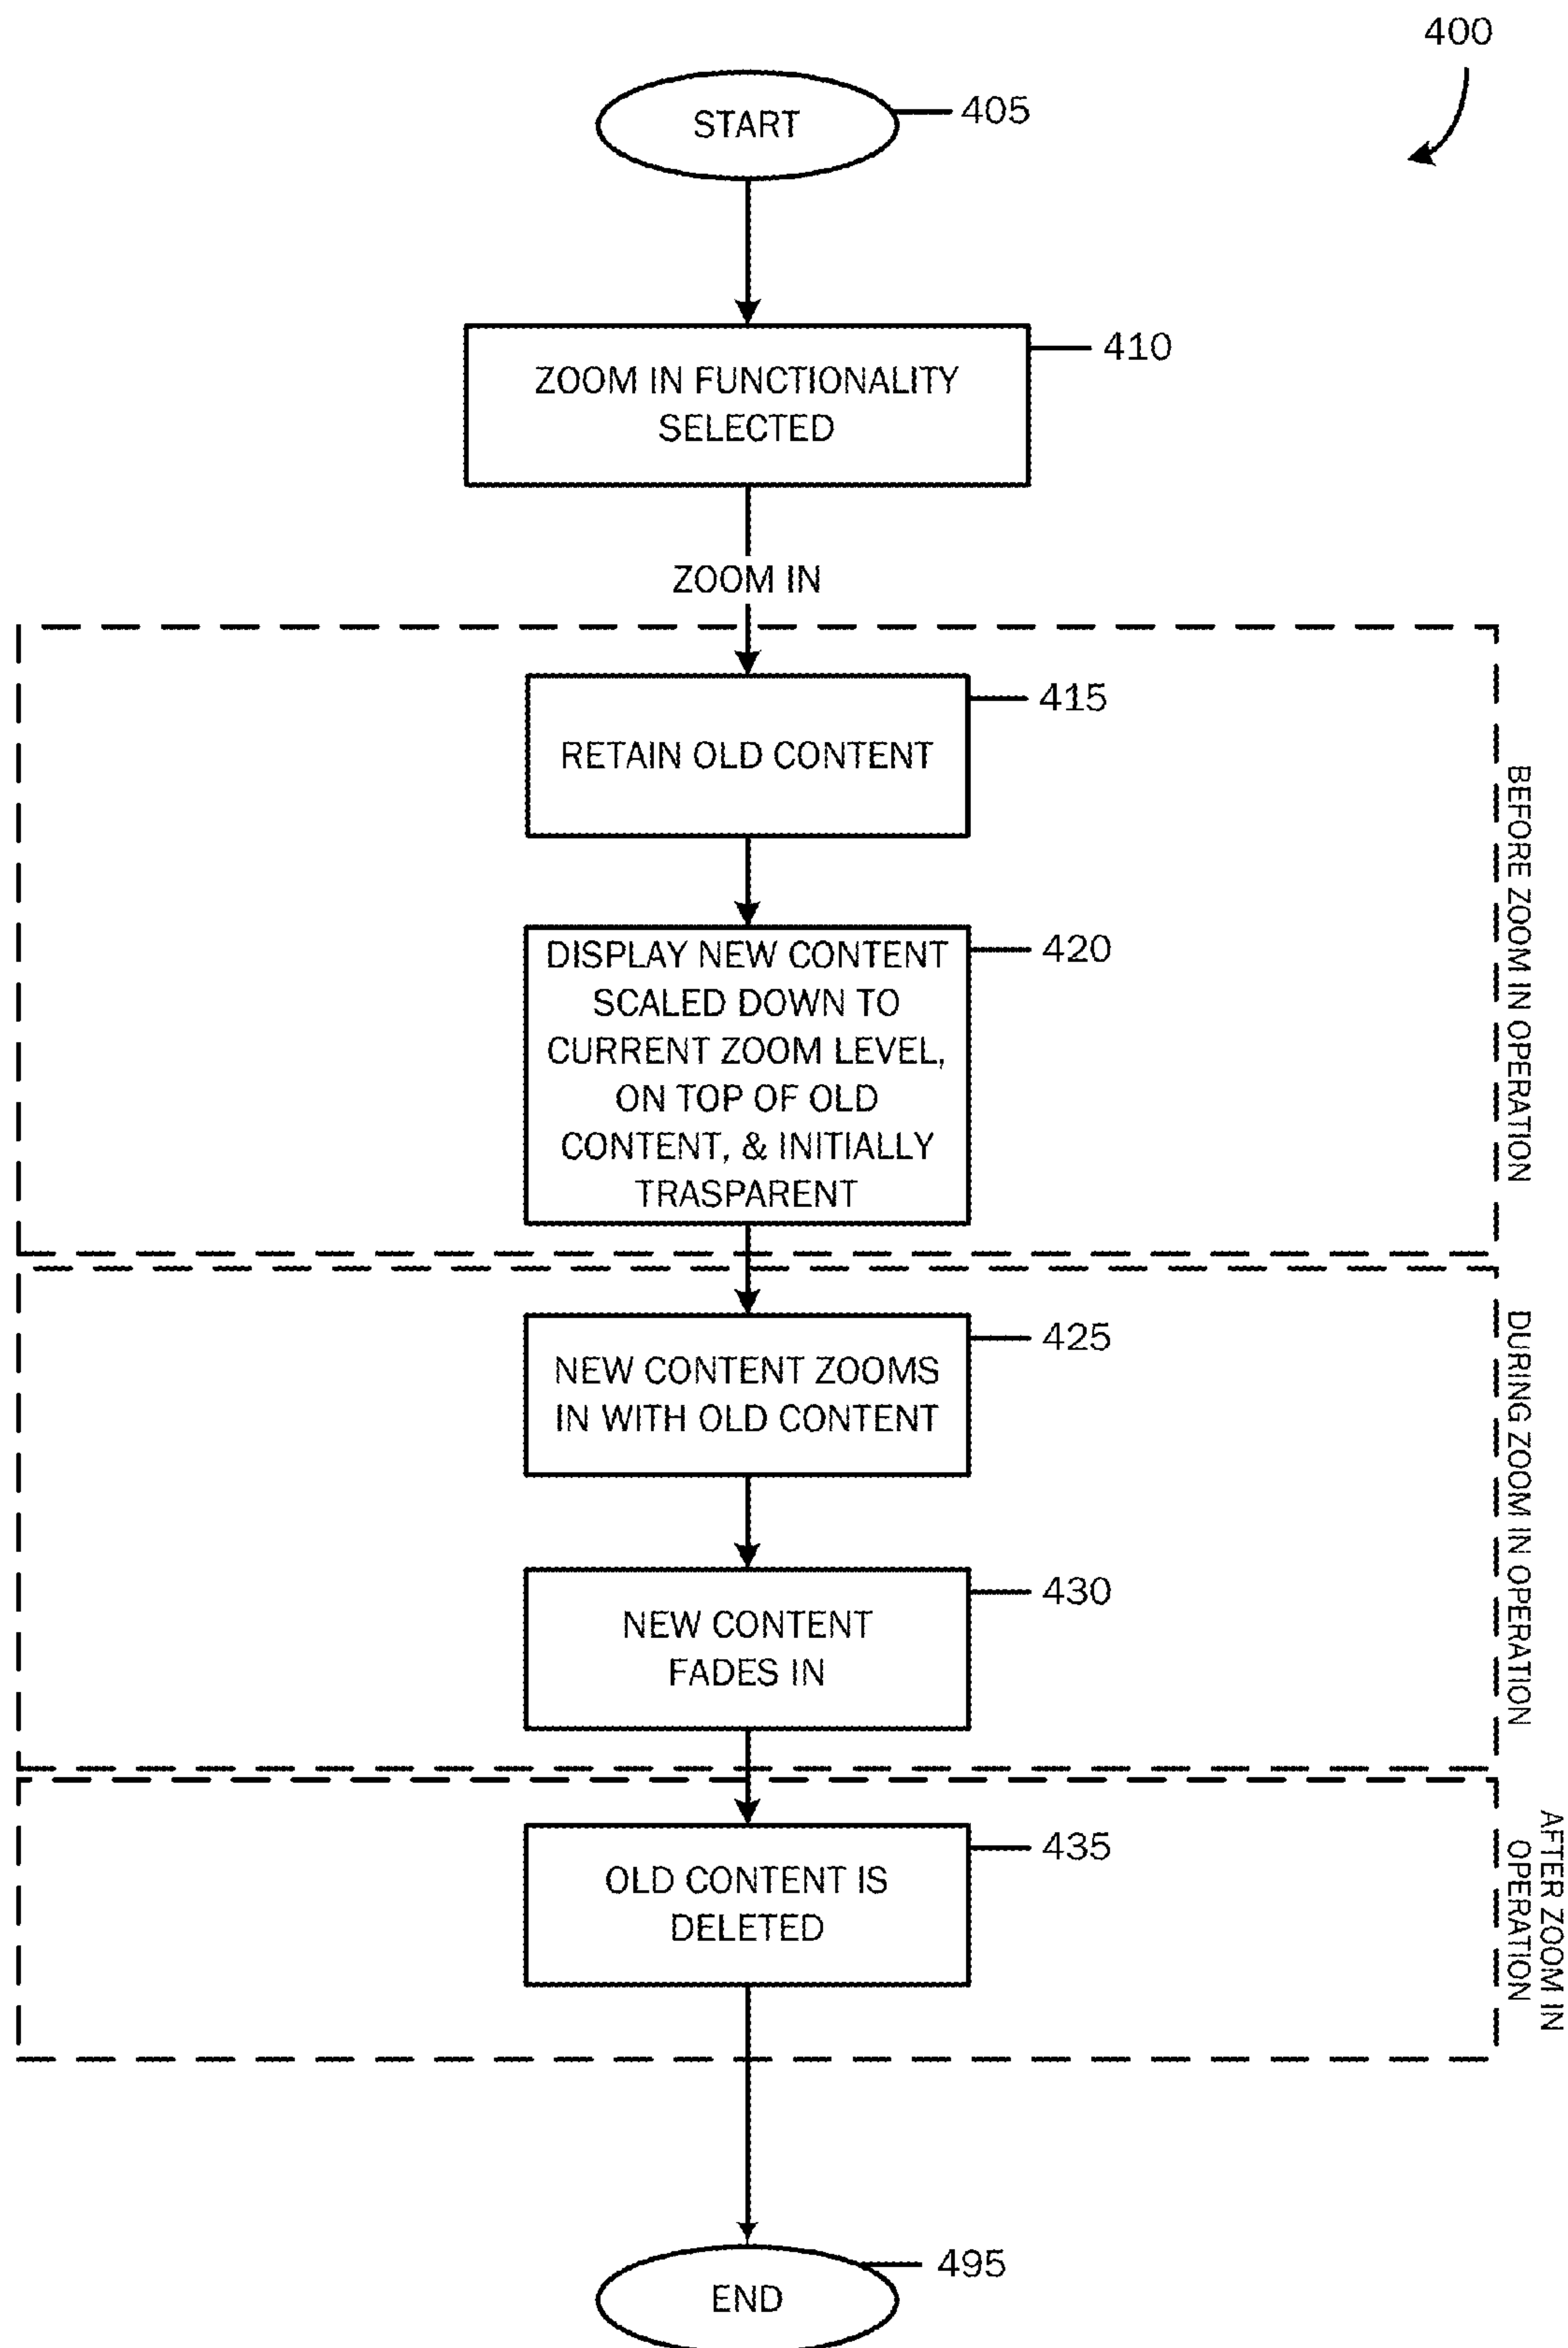 400
START
405
ZOOM IN FUNCTIONALITY
SELECTED
410
ZOOM IN
RETAIN OLD CONTENT
415
DISPLAY NEW CONTENT
SCALED DOWN TO
CURRENT ZOOM LEVEL,
ON TOP OF OLD
CONTENT, & INITIALLY
TRASPARENT
420
BEFORE ZOOM IN OPERATION
NEW CONTENT ZOOMS
IN WITH OLD CONTENT
425
NEW CONTENT
FADES IN
430
DURING ZOOM IN OPERATION
OLD CONTENT IS
DELETED
435
AFTER ZOOM IN
OPERATION
END
495